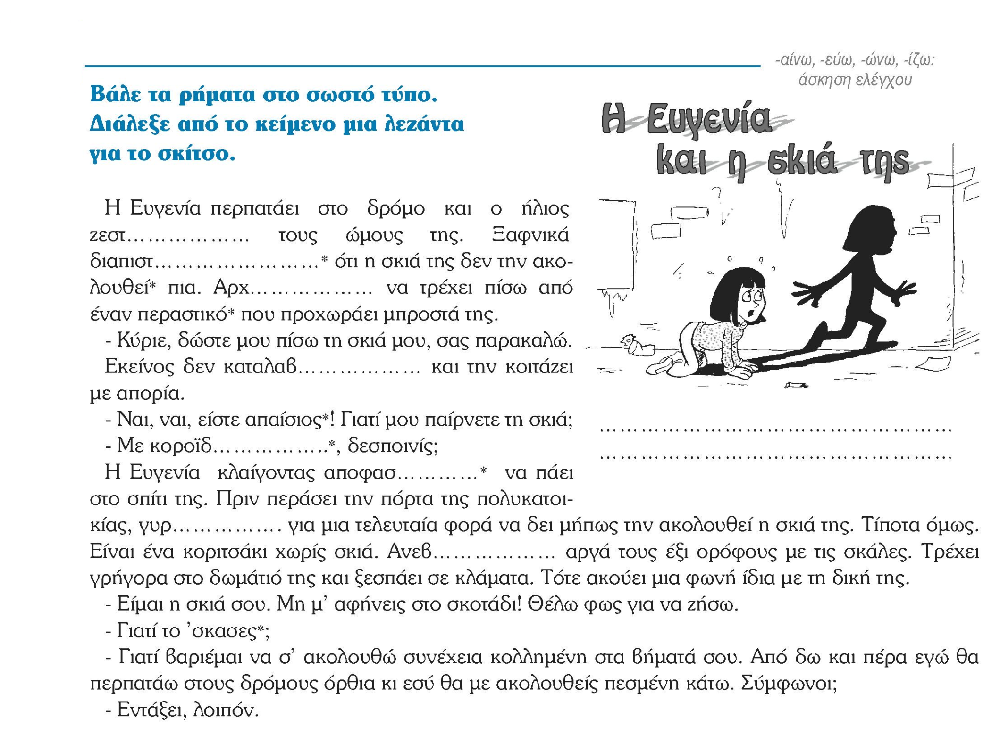 -αίνω, -εύω, -ώνω, -ίζω:
άσκηση ελέγχου
Βάλε τα ρήματα στο σωστό τύπο.
Διάλεξε από το κείμενο μια λεζάντα
για το σκίτσο.
Η Ευγενία
και η σκιά της
Η Ευγενία περπατάει στο δρόμο και ο ήλιος
ζεστ……………… τους ώμους της. Ξαφνικά
διαπιστ……………………* ότι η σκιά της δεν την ακο-
λουθεί* πια. Αρχ……………… να τρέχει πίσω από
έναν περαστικό* που προχωράει μπροστά της.
- Κύριε, δώστε μου πίσω τη σκιά μου, σας παρακαλώ.
Εκείνος δεν καταλαβ……………… και την κοιτάζει
με απορία.
- Ναι, ναι, είστε απαίσιος*! Γιατί μου παίρνετε τη σκιά;
- Με κοροϊδ……………..*, δεσποινίς;
Η Ευγενία κλαίγοντας αποφασ…………* να πάει
στο σπίτι της. Πριν περάσει την πόρτα της πολυκατοι-
κίας, γυρ……………. για μια τελευταία φορά να δει μήπως την ακολουθεί η σκιά της. Τίποτα όμως.
Είναι ένα κοριτσάκι χωρίς σκιά. Ανεβ……………… αργά τους έξι ορόφους με τις σκάλες. Τρέχει
γρήγορα στο δωμάτιό της και ξεσπάει σε κλάματα. Τότε ακούει μια φωνή ίδια με τη δική της.
- Είμαι η σκιά σου. Μη μ’ αφήνεις στο σκοτάδι! Θέλω φως για να ζήσω.
- Γιατί το ’σκασες*;
- Γιατί βαριέμαι να σ’ ακολουθώ συνέχεια κολλημένη στα βήματά σου. Από δω και πέρα εγώ θα
περπατάω στους δρόμους όρθια κι εσύ θα με ακολουθείς πεσμένη κάτω. Σύμφωνοι;
- Εντάξει, λοιπόν.
……………………………………………
……………………………………………